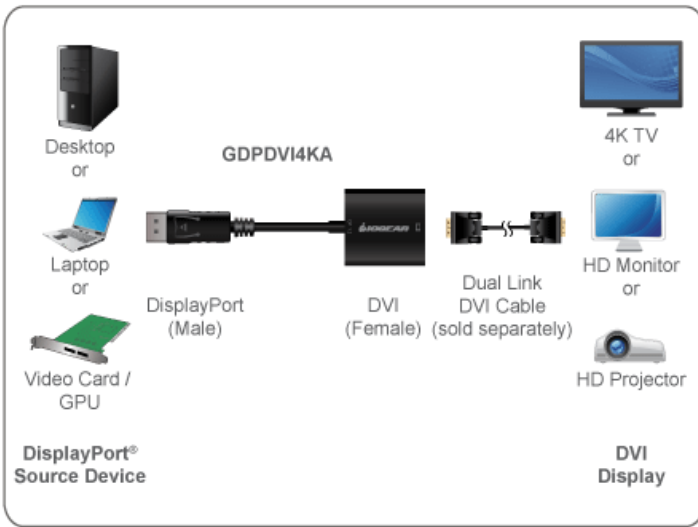 Desktop
or
Laptop
or
Video Card /
GPU
DisplayPort®
Source Device
GDPDVI4KA
DisplayPort
(Male)
IOGEAR
DVI
(Female)
Dual Link
DVI Cable
(sold separately)
4K TV
or
HD Monitor
or
HD Projector
DVI
Display